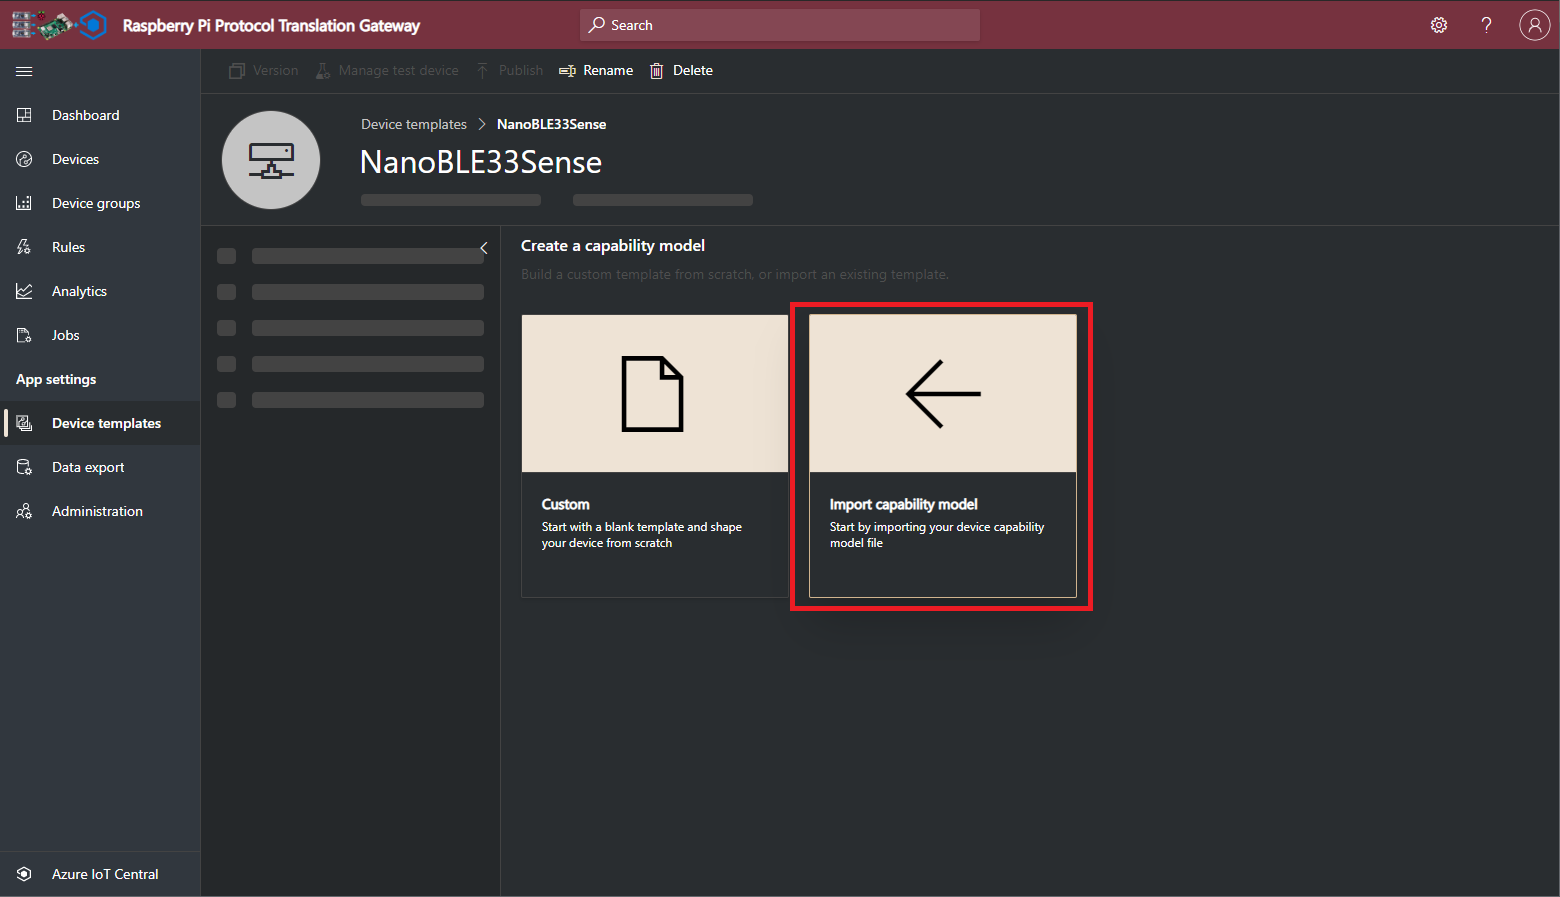 Raspberry Pi Protocol Translation Gateway
Search
?
Version
Manage test device
Publish
Rename
Delete
Dashboard
Devices
Device groups
Rules
Analytics
Jobs
App settings
Device templates
Data export
Administration
Azure IoT Central
Device templates > NanoBLE33Sense
NanoBLE33Sense
Create a capability model
Build a custom template from scratch, or import an existing template.
Custom
Start with a blank template and shape
your device from scratch
Import capability model
Start by importing your device capability
model file